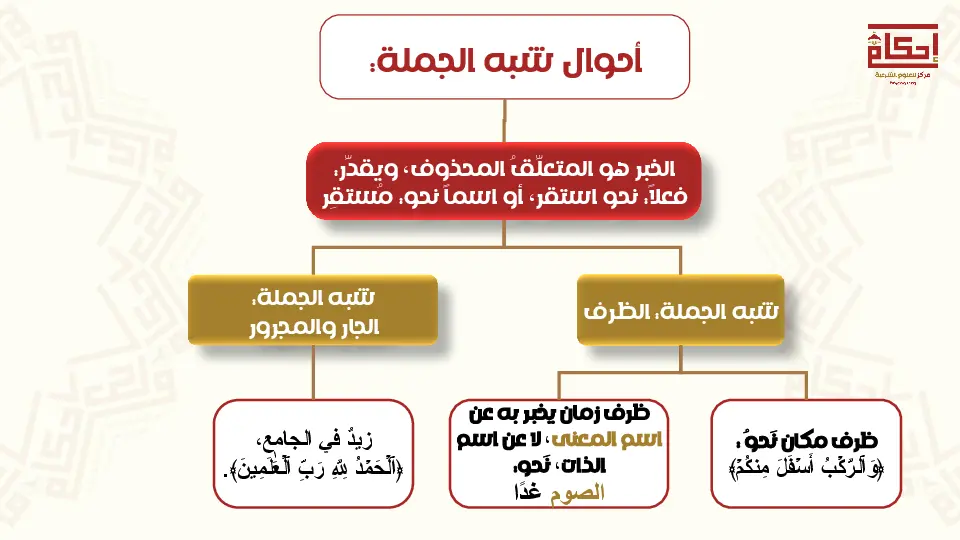 إحكام
مركز للعلوم الشرعية
أحوال شبه الجملة:
الخبر هو المتعلّقُ المحذوف، ويقدّر:
فعلاً: نحو استقر، أو اسماً نحو: مُستقِر
شبه الجملة: الظرف
شبه الجملة:
الجار والمجرور
ظرف مكان نَحوُ:
﴿وَٱلرَّكۡبُ أَسۡفَلَ مِنكُمۡ﴾
ظرف زمان يخبر به عن
اسم المعنى، لا عن اسم
الذات، نَحو:
الصوم غدًا
زيدٌ في الجامعِ،
﴿ٱلۡحَمۡدُ لِلَّهِ رَبِّ ٱلۡعَٰلَمِينَ﴾.